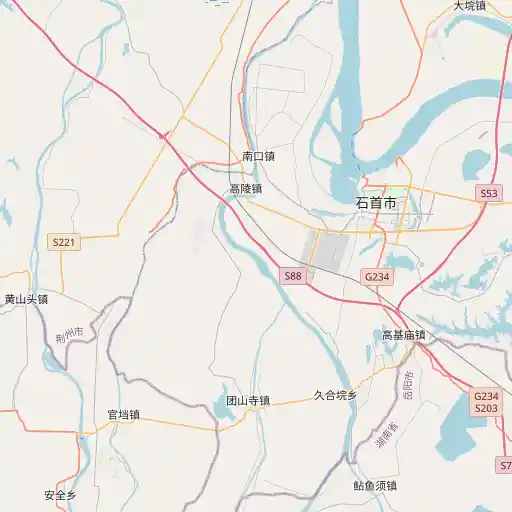 大垸镇
南口镇
高陵镇
S53
石首市
S221
S88
G234
黄山头镇
荆州市
高基庙镇
岳阳市
团山寺镇
久合垸乡
G234
S203
官垱镇
湖南省
S7
鲇鱼须镇
安全乡